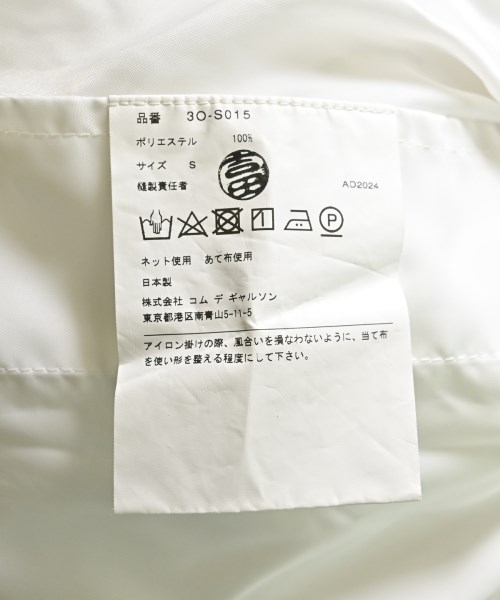 品番 3O-S015
ポリエステル 100%
サイズ S
縫製責任者 吉田 AD2024
P
ネット使用 あて布使用
日本製
株式会社 コム デ ギャルソン
東京都港区南青山5-11-5
アイロン掛けの際、風合いを損なわないように、当て布
を使い形を整える程度にして下さい。